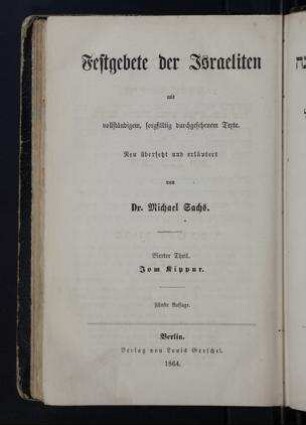 Festgebete der Israeliten
mit
vollständigem, sorgfältig durchgesehenem Texte.
Neu übersetzt und erläutert
von
Dr. Michael Sachs.
Vierter Theil.
Jom Kippur.
Fünfte Auflage.
Berlin.
Verlag von Louis Gerschel.
1864.